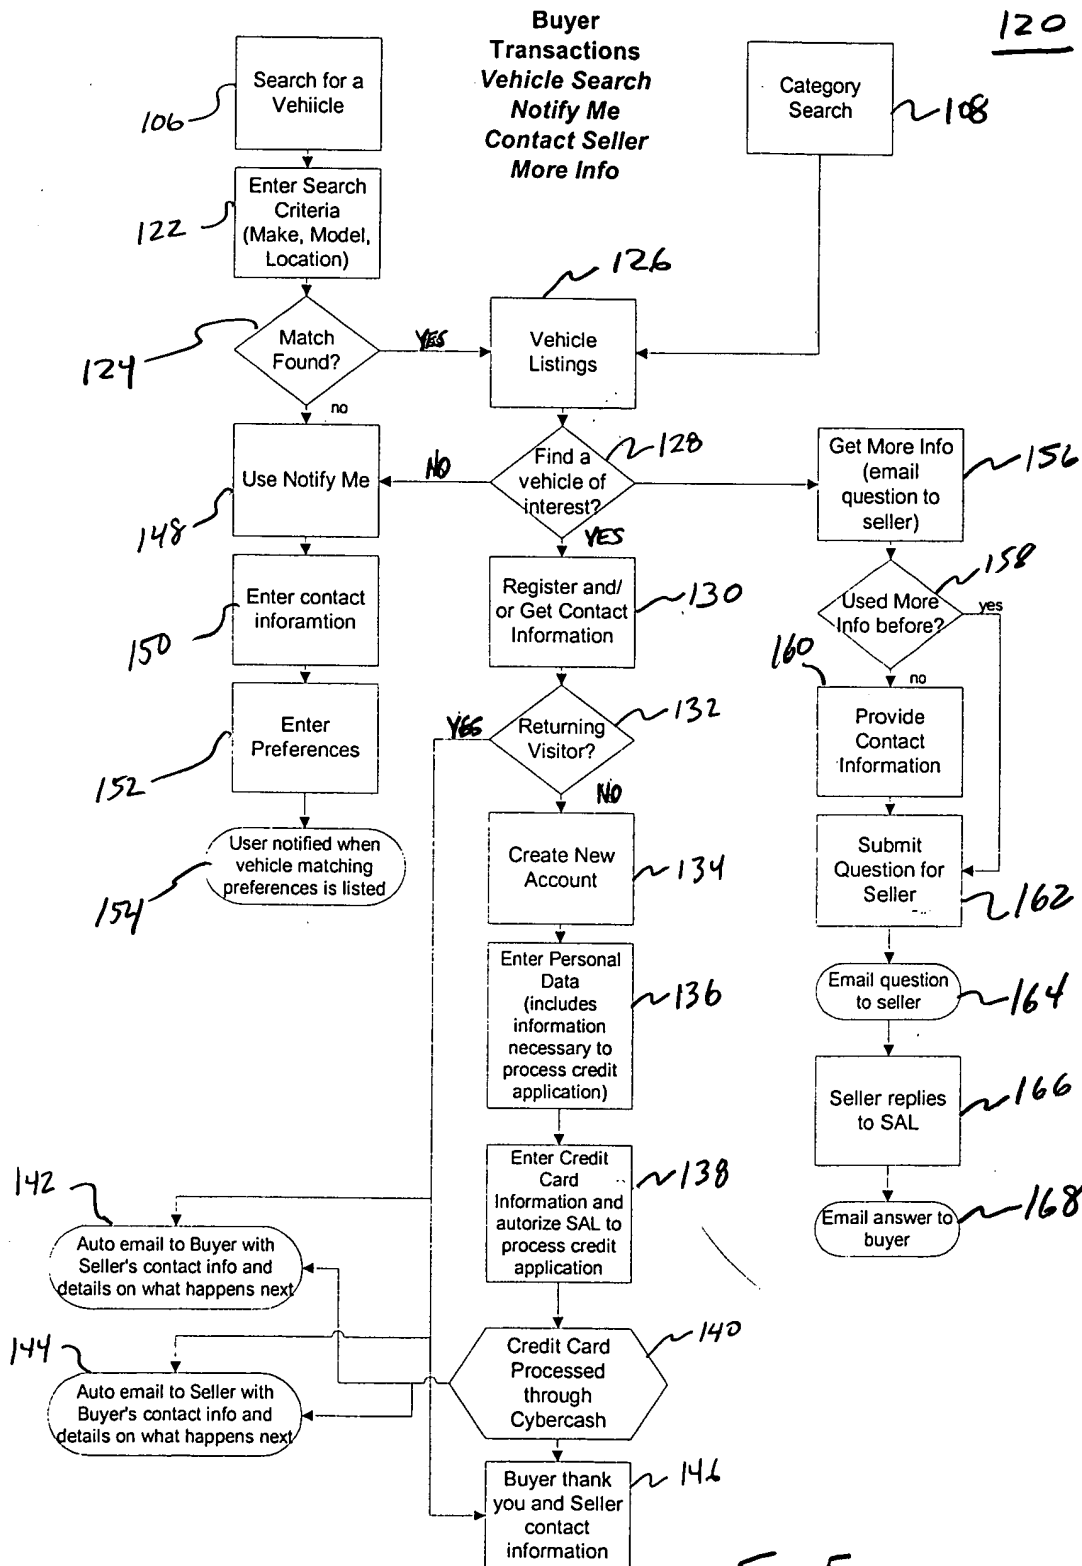 Buyer
Transactions
Vehicle Search
Notify Me
Contact Seller
More Info
120
Search for a
Vehiicle
106
Category
Search
108
Enter Search
Criteria
(Make, Model,
Location)
122
126
Match
Found?
124
YES
Vehicle
Listings
no
Use Notify Me
148
NO
Find a
vehicle of
interest?
128
Get More Info
(email
question to
seller)
156
YES
Enter contact
inforamtion
150
Register and/
or Get Contact
Information
130
Used More
Info before?
158
yes
no
160
Enter
Preferences
152
YES
Returning
Visitor?
132
Provide
Contact
Information
NO
User notified when
vehicle matching
preferences is listed
154
Create New
Account
134
Submit
Question for
Seller
162
Enter Personal
Data
(includes
information
necessary to
process credit
application)
136
Email question
to seller
164
Seller replies
to SAL
166
Enter Credit
Card
Information and
autorize SAL to
process credit
application
138
Email answer to
buyer
168
142
Auto email to Buyer with
Seller's contact info and
details on what happens next
144
Auto email to Seller with
Buyer's contact info and
details on what happens next
Credit Card
Processed
through
Cybercash
140
Buyer thank
you and Seller
contact
information
146